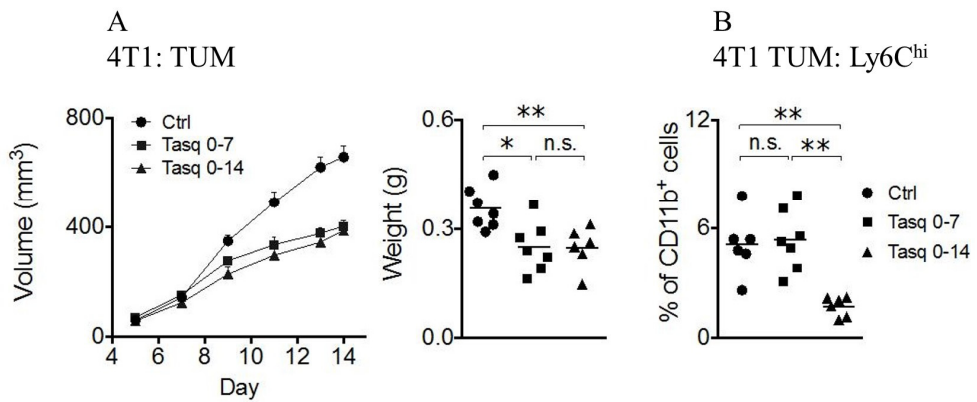 A
4T1: TUM
B
4T1 TUM: Ly6Chi
800
400
0
Volume (mm3)
4 6 8 10 12 14
Day
Ctrl
Tasq 0-7
Tasq 0-14
0.6
0.3
0.0
Weight (g)
**
* n.s.
12
6
0
% of CD11b+ cells
**
n.s. **
Ctrl
Tasq 0-7
Tasq 0-14